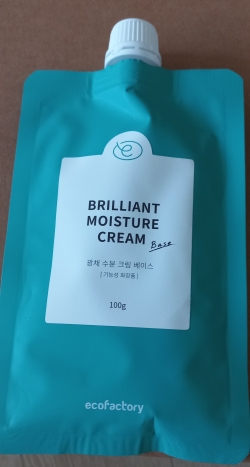 BRILLIANT
MOISTURE
CREAM Base
광채 수분 크림 베이스
[ 기능성 화장품 ]
100g
ecofactory